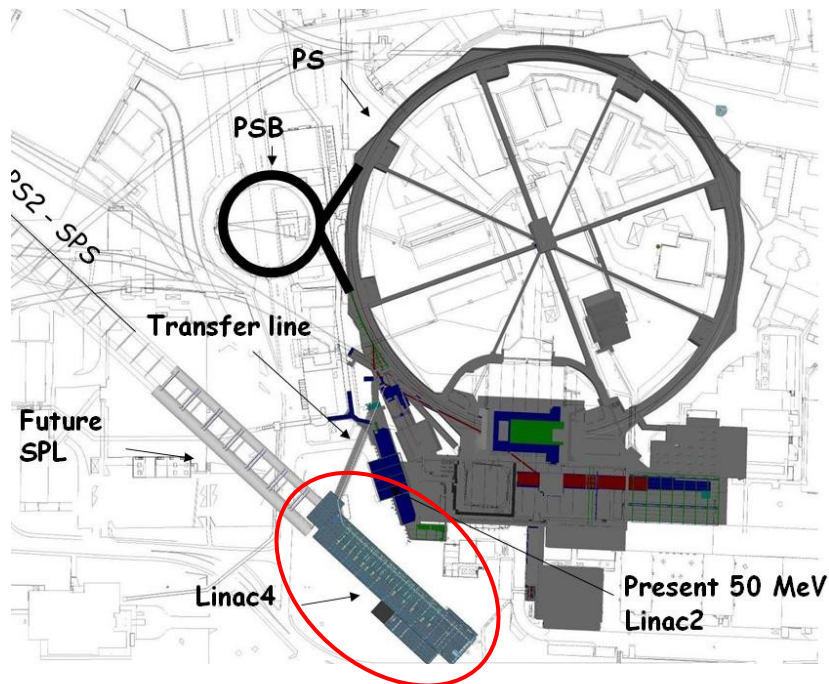 PS
PSB
PS2 - SPS
Transfer line
Future
SPL
Linac4
Present 50 MeV
Linac2